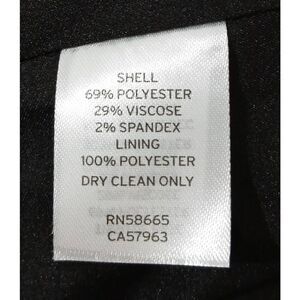 SHELL
69% POLYESTER
29% VISCOSE
2% SPANDEX
LINING
100% POLYESTER
DRY CLEAN ONLY
RN58665
CA57963